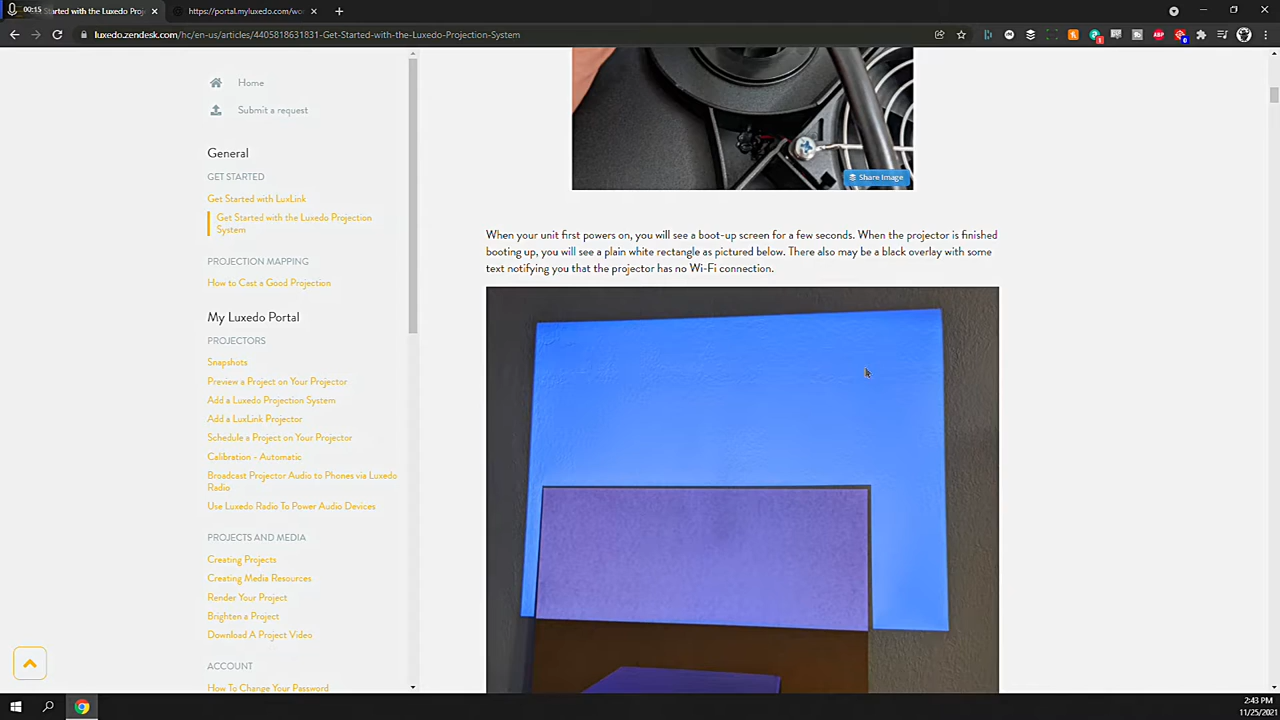 00:15
Started with the Luxedo Proj
https://portal.myluxedo.com/wo
luxedo.zendesk.com/hc/en-us/articles/4405818631831-Get-Started-with-the-Luxedo-Projection-System
Home
Submit a request
General
GET STARTED
Get Started with LuxLink
Get Started with the Luxedo Projection
System
PROJECTION MAPPING
How to Cast a Good Projection
My Luxedo Portal
PROJECTORS
Snapshots
Preview a Project on Your Projector
Add a Luxedo Projection System
Add a LuxLink Projector
Schedule a Project on Your Projector
Calibration - Automatic
Broadcast Projector Audio to Phones via Luxedo
Radio
Use Luxedo Radio To Power Audio Devices
PROJECTS AND MEDIA
Creating Projects
Creating Media Resources
Render Your Project
Brighten a Project
Download A Project Video
ACCOUNT
How To Change Your Password
Share Image
When your unit first powers on, you will see a boot-up screen for a few seconds. When the projector is finished
booting up, you will see a plain white rectangle as pictured below. There also may be a black overlay with some
text notifying you that the projector has no Wi-Fi connection.
2:43 PM
11/25/2021